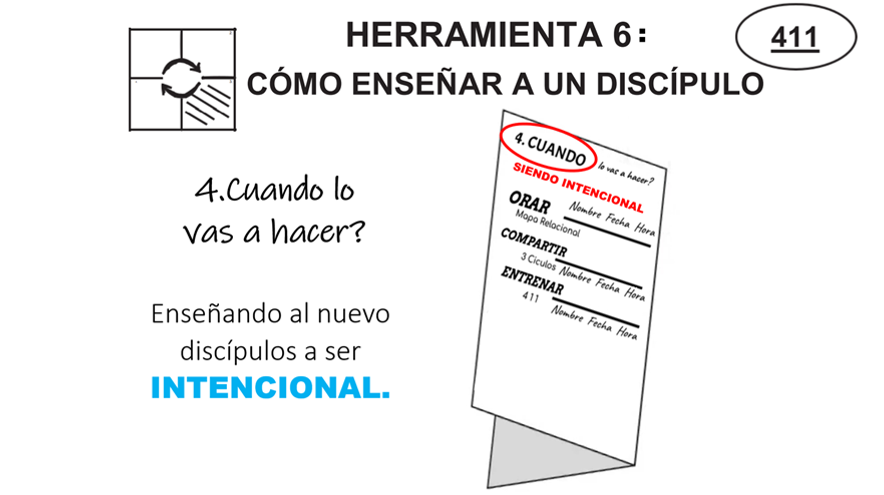 HERRAMIENTA 6:
411
CÓMO ENSEÑAR A UN DISCÍPULO
4.Cuando lo
vas a hacer?
Enseñando al nuevo
discípulos a ser
INTENCIONAL.
4. CUANDO lo vas a hacer?
SIENDO INTENCIONAL
ORAR
Nombre Fecha Hora
Mapa Relacional
COMPARTIR
3 Ciculos Nombre Fecha Hora
ENTRENAR
411
Nombre Fecha Hora